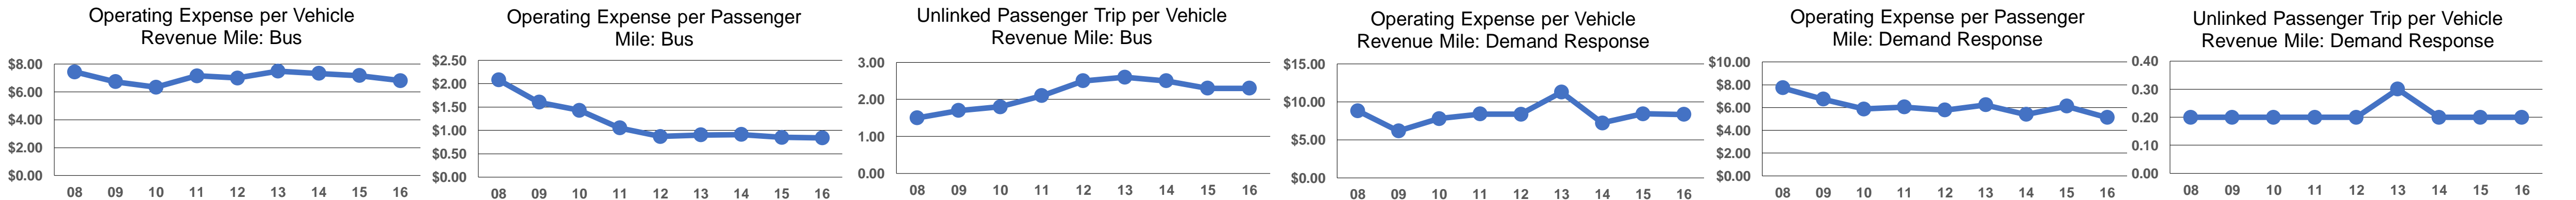 Operating Expense per Vehicle
Revenue Mile: Bus
$8.00
$6.00
$4.00
$2.00
$0.00
08 09 10 11 12 13 14 15 16
Operating Expense per Passenger
Mile: Bus
$2.50
$2.00
$1.50
$1.00
$0.50
$0.00
08 09 10 11 12 13 14 15 16
Unlinked Passenger Trip per Vehicle
Revenue Mile: Bus
3.00
2.00
1.00
0.00
08 09 10 11 12 13 14 15 16
Operating Expense per Vehicle
Revenue Mile: Demand Response
$15.00
$10.00
$5.00
$0.00
08 09 10 11 12 13 14 15 16
Operating Expense per Passenger
Mile: Demand Response
$10.00
$8.00
$6.00
$4.00
$2.00
$0.00
08 09 10 11 12 13 14 15 16
Unlinked Passenger Trip per Vehicle
Revenue Mile: Demand Response
0.40
0.30
0.20
0.10
0.00
08 09 10 11 12 13 14 15 16